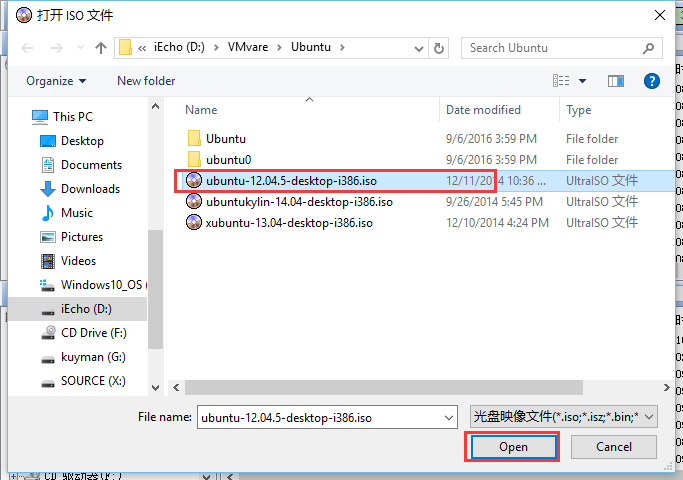 打开 ISO 文件
« iEcho (D:) › VMware › Ubuntu ›
Search Ubuntu
Organize
New folder
Name
Date modified
Type
This PC
Desktop
Documents
Downloads
Music
Pictures
Videos
Windows10_OS (
iEcho (D:)
CD Drive (F:)
kuyman (G:)
SOURCE (X:)
Ubuntu 9/6/2016 3:59 PM File folder
ubuntu0 9/6/2016 3:59 PM File folder
ubuntu-12.04.5-desktop-i386.iso 12/11/2014 10:36 ... UltraISO 文件
ubuntukylin-14.04-desktop-i386.iso 9/26/2014 5:45 PM UltraISO 文件
xubuntu-13.04-desktop-i386.iso 12/10/2014 4:24 PM UltraISO 文件
File name: ubuntu-12.04.5-desktop-i386.iso
光盘映像文件(*.iso;*.isz;*.bin;*
Open
Cancel
CD 驱动器(F:)